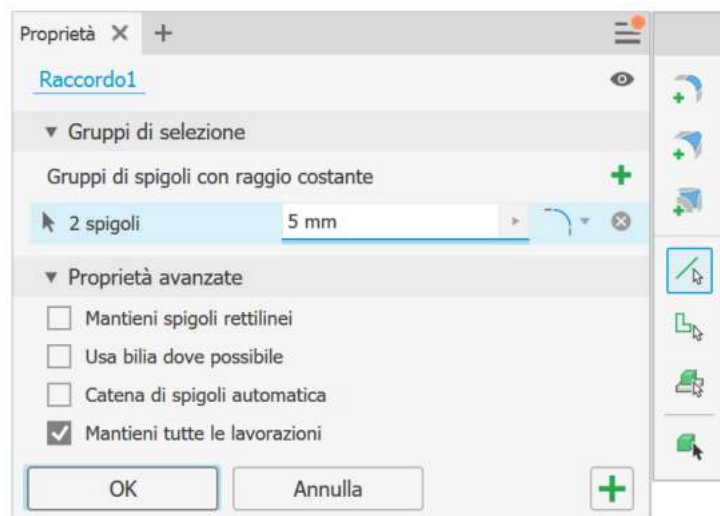 Proprietà
Raccordo1
Gruppi di selezione
Gruppi di spigoli con raggio costante
2 spigoli 5 mm
Proprietà avanzate
Mantieni spigoli rettilinei
Usa bilia dove possibile
Catena di spigoli automatica
Mantieni tutte le lavorazioni
OK Annulla